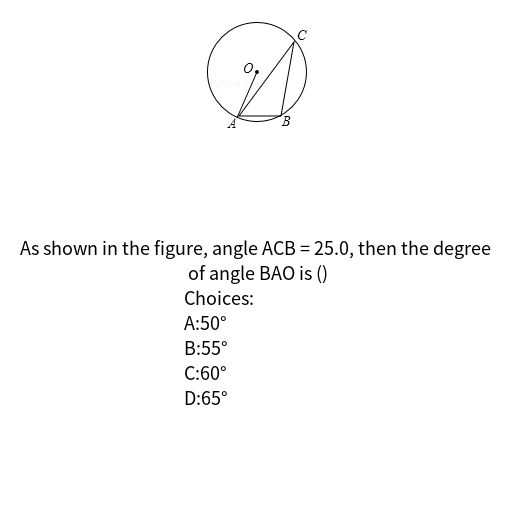 C
O
A
B
As shown in the figure, angle ACB = 25.0, then the degree
of angle BAO is ()
Choices:
A:50°
B:55°
C:60°
D:65°